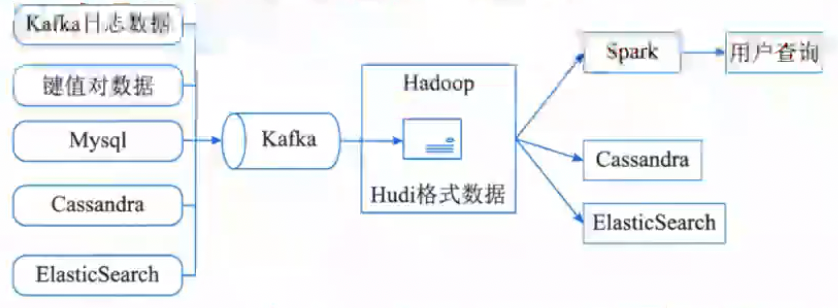 Kafka日志数据
键值对数据
Mysql
Cassandra
ElasticSearch
Kafka
Hadoop
Hudi格式数据
Spark
用户查询
Cassandra
ElasticSearch